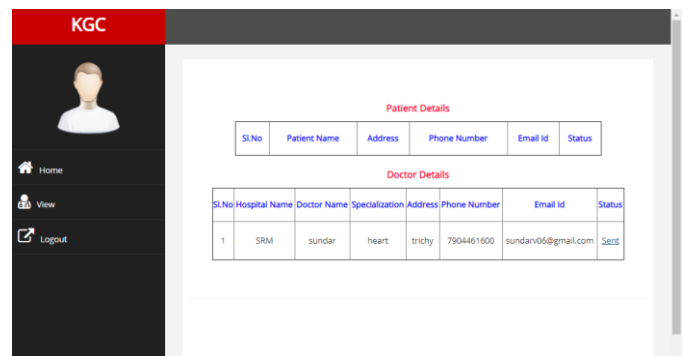 KGC
Home
View
Logout
Patient Details
Sl.No Patient Name Address Phone Number Email Id Status
Doctor Details
Sl.No Hospital Name Doctor Name Specialization Address Phone Number Email Id Status
1 SRM sundar heart trichy 7904461600 sundarv06@gmail.com Sent